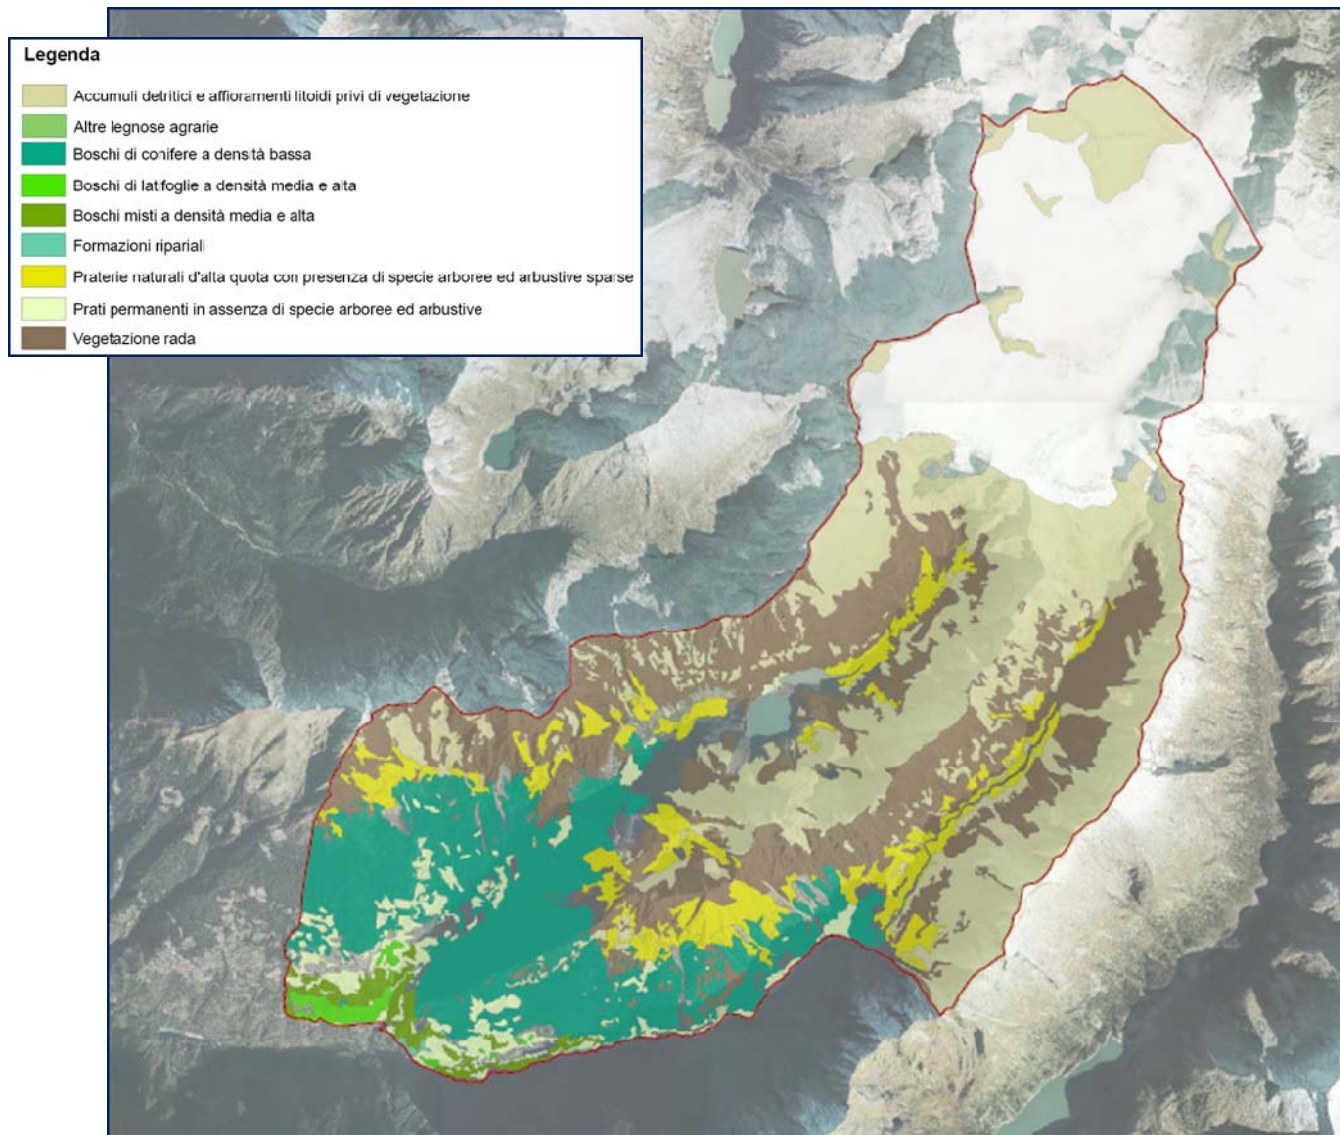 Legenda
Accumuli detritici e affioramenti litoidi privi di vegetazione
Altre legnose agrarie
Boschi di conifere a densità bassa
Boschi di latifoglie a densità media e alta
Boschi misti a densità media e alta
Formazioni ripariali
Praterie naturali d'alta quota con presenza di specie arboree ed arbustive sparse
Prati permanenti in assenza di specie arboree ed arbustive
Vegetazione rada